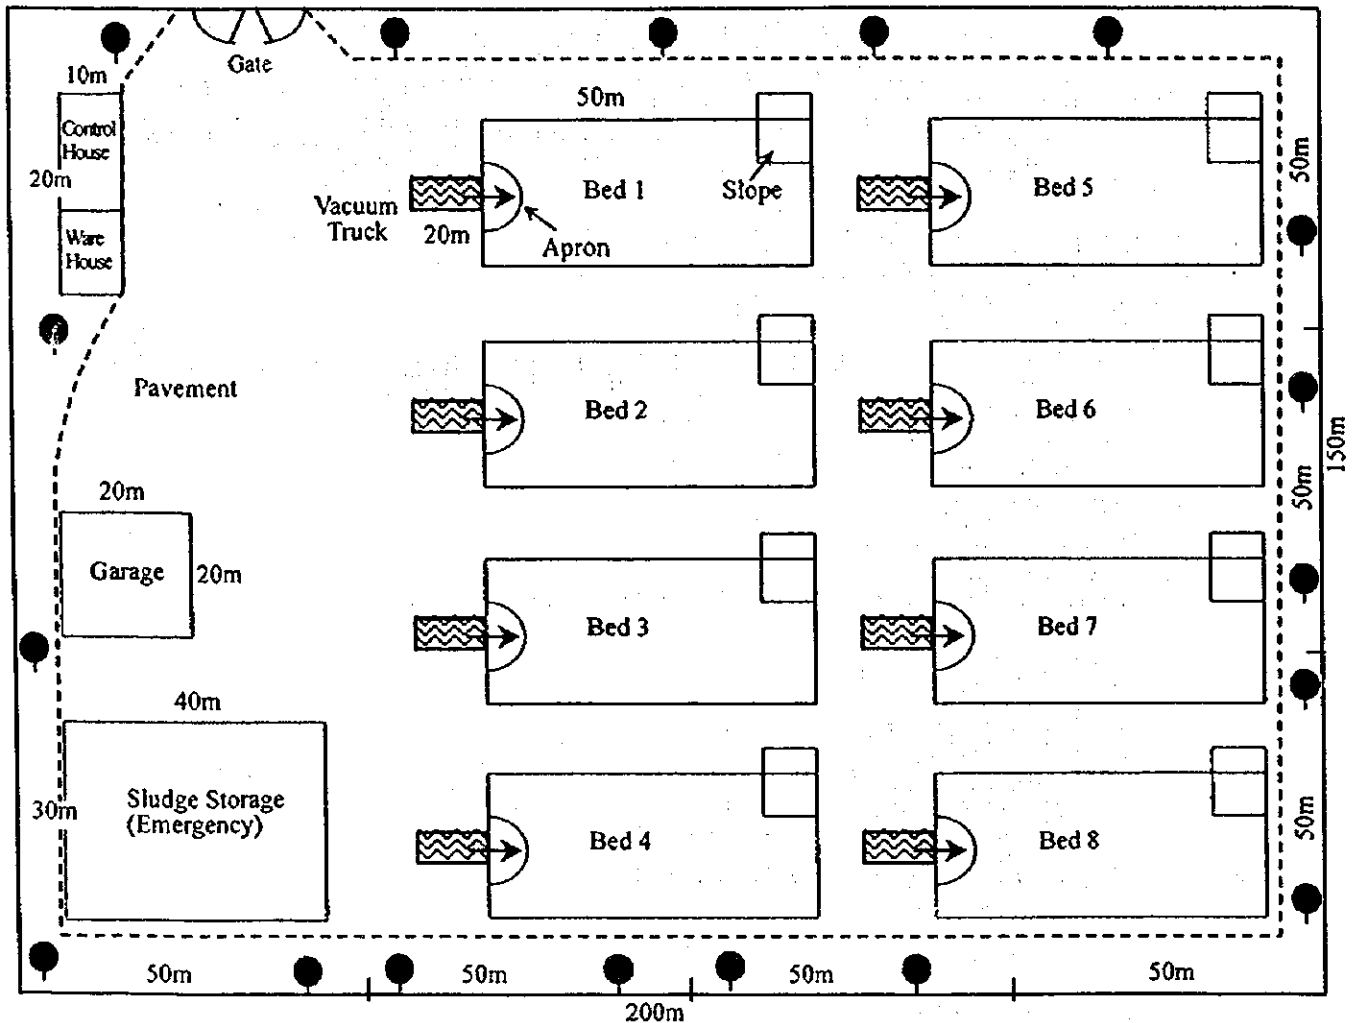 Gate
10m
50m
Control
House
20m
Ware
House
Vacuum
Truck
20m
Bed 1
Slope
Apron
Bed 5
50m
Pavement
Bed 2
Bed 6
150m
50m
20m
Garage
20m
Bed 3
Bed 7
40m
Sludge Storage
(Emergency)
30m
Bed 4
Bed 8
50m
50m
50m
50m
50m
200m